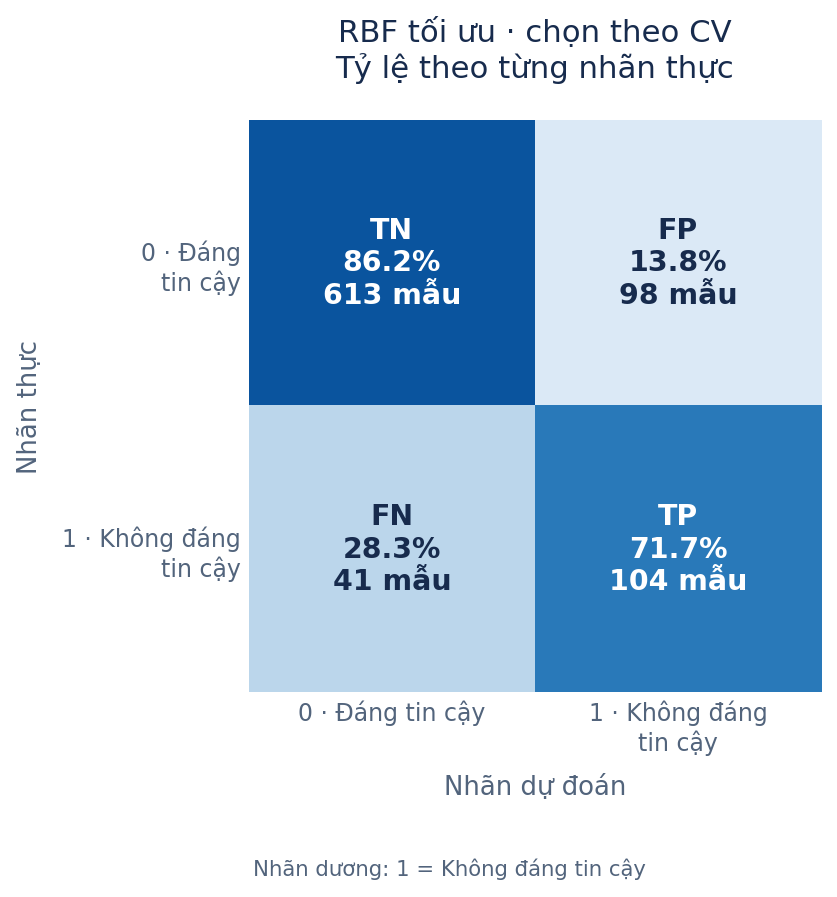 RBF tối ưu · chọn theo CV
Tỷ lệ theo từng nhãn thực
Nhãn thực
0 · Đáng
tin cậy
TN
86.2%
613 mẫu
FP
13.8%
98 mẫu
1 · Không đáng
tin cậy
FN
28.3%
41 mẫu
TP
71.7%
104 mẫu
0 · Đáng tin cậy
1 · Không đáng
tin cậy
Nhãn dự đoán
Nhãn dương: 1 = Không đáng tin cậy